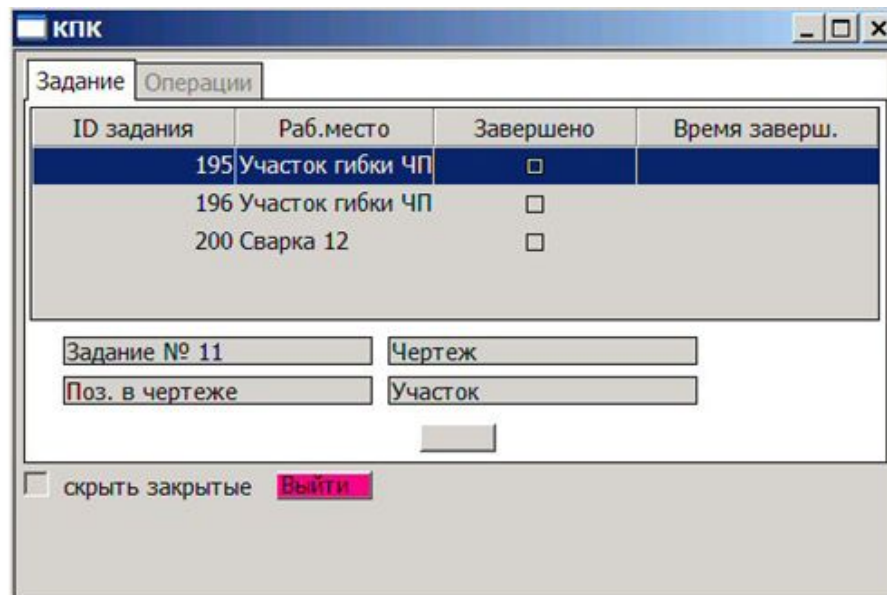 КПК
Задание Операции
ID задания Раб.место Завершено Время заверш.
195 Участок гибки ЧП
196 Участок гибки ЧП
200 Сварка 12
Задание № 11 Чертеж
Поз. в чертеже Участок
скрыть закрытые Выйти